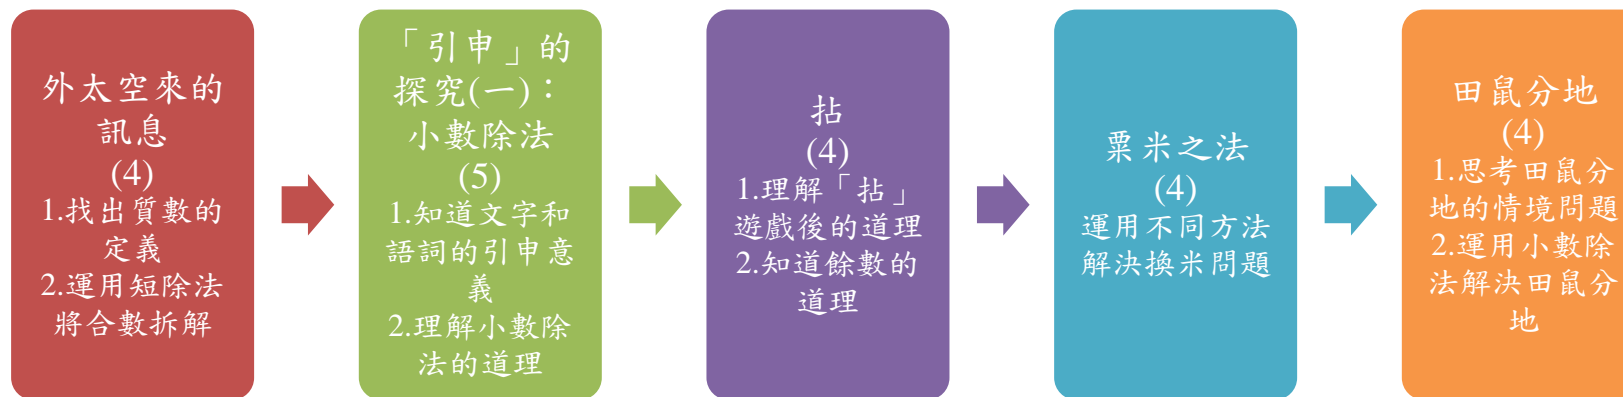 外太空來的
訊息
(4)
1.找出質數的
定義
2.運用短除法
將合數拆解
「引申」的
探究(一)：
小數除法
(5)
1.知道文字和
語詞的引申意
義
2.理解小數除
法的道理
拈
(4)
1.理解「拈」
遊戲後的道理
2.知道餘數的
道理
粟米之法
(4)
運用不同方法
解決換米問題
田鼠分地
(4)
1.思考田鼠分
地的情境問題
2.運用小數除
法解決田鼠分
地